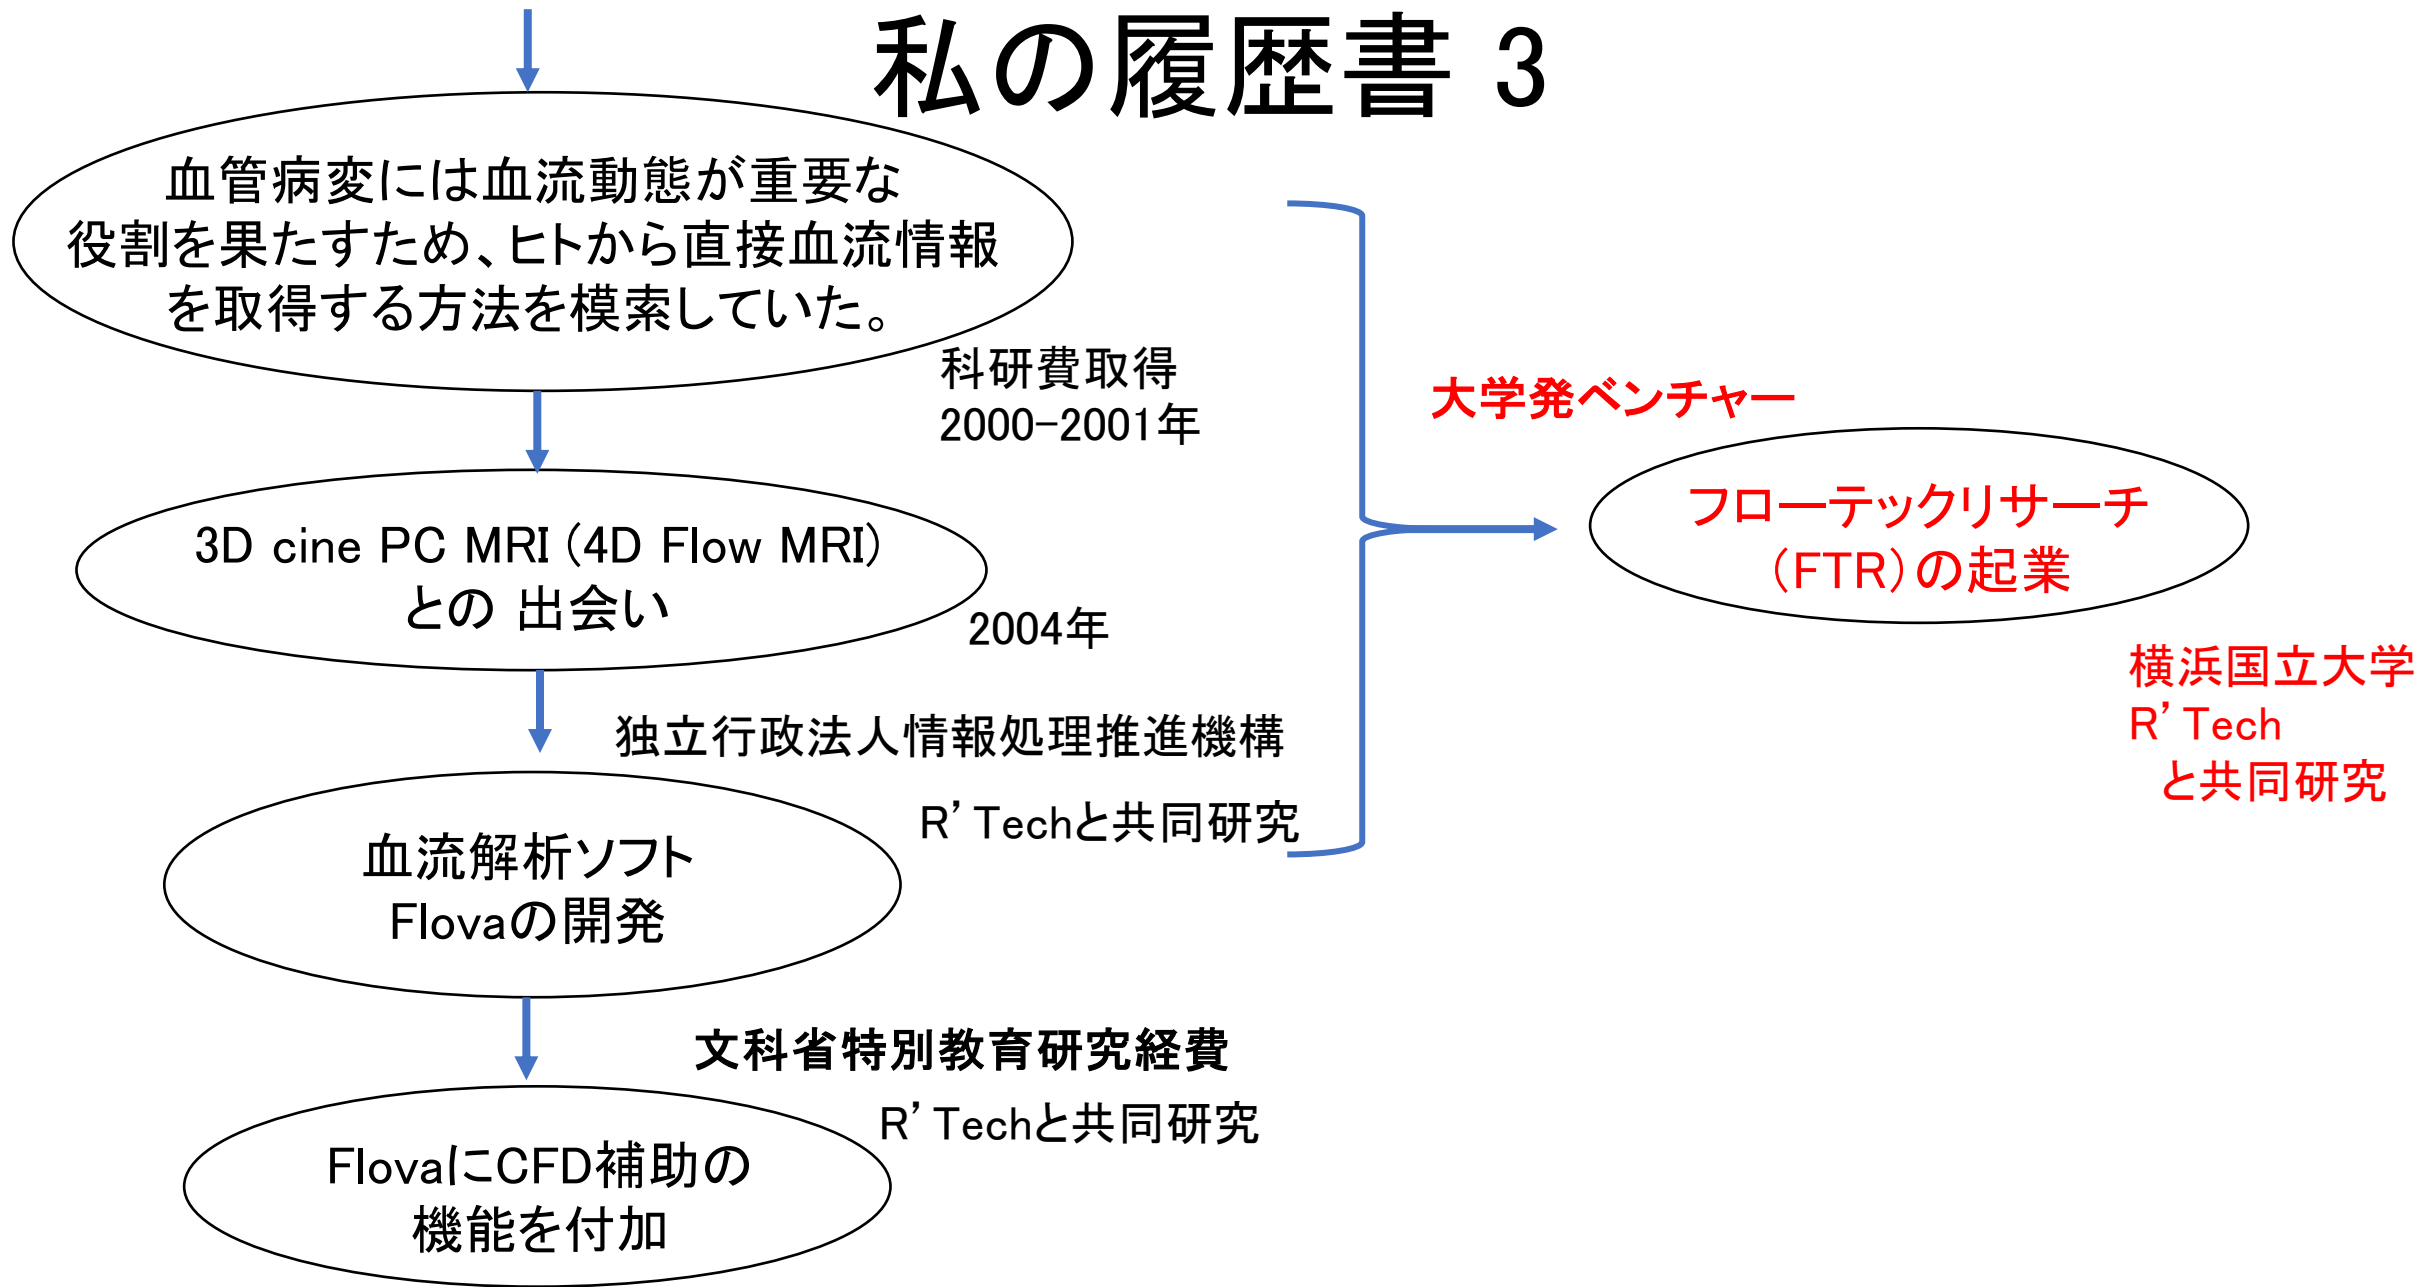 私の履歴書 3
血管病変には血流動態が重要な
役割を果たすため、ヒトから直接血流情報
を取得する方法を模索していた。
科研費取得
2000-2001年
3D cine PC MRI (4D Flow MRI)
との 出会い
2004年
独立行政法人情報処理推進機構
R’Techと共同研究
血流解析ソフト
Flovaの開発
文科省特別教育研究経費
R’Techと共同研究
FlovaにCFD補助の
機能を付加
大学発ベンチャー
フローテックリサーチ
（FTR）の起業
横浜国立大学
R’Tech
と共同研究